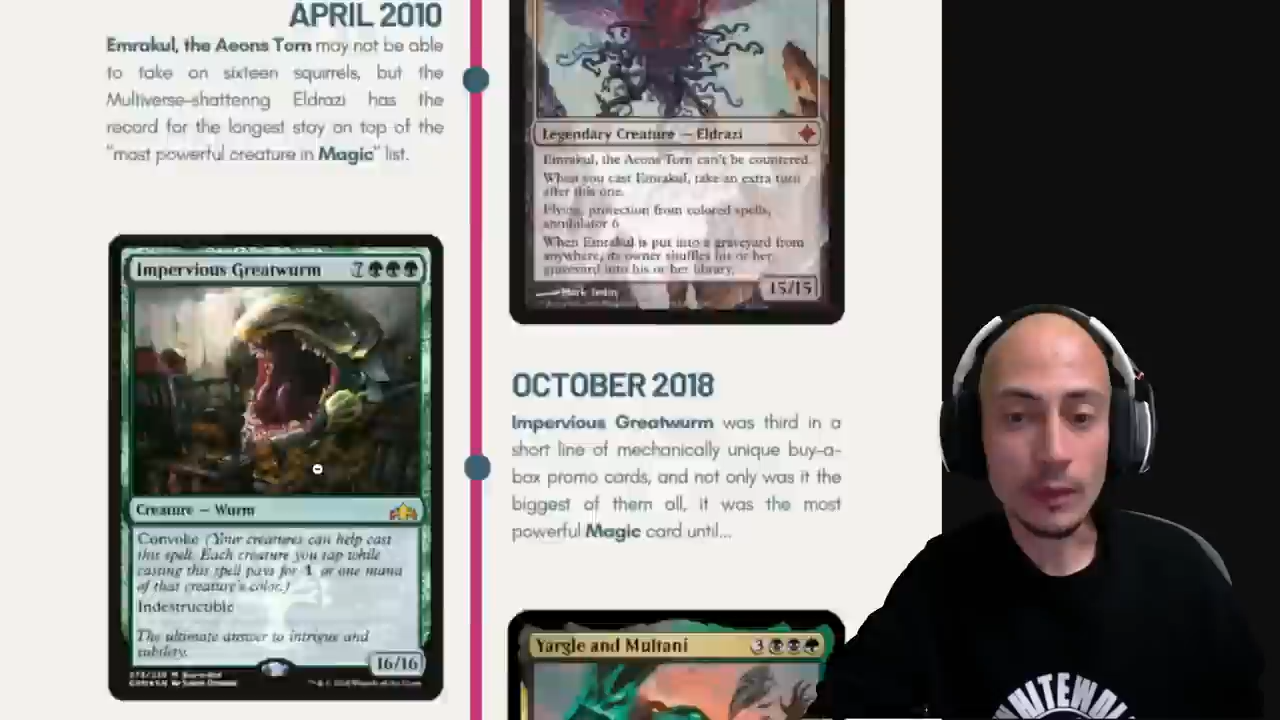 APRIL 2010
Emrakul, the Aeons Torn may not be able
to take on sixteen squirrels, but the
Multiverse-shattering Eldrazi has the
record for the longest stay on top of the
"most powerful creature in Magic" list.
Legendary Creature — Eldrazi
Emrakul, the Aeons Torn can't be countered.
When you cast Emrakul, take an extra turn
after this one.
Flying, protection from colored spells,
annihilator 6
When Emrakul is put into a graveyard from
anywhere, its owner shuffles his or her
graveyard into his or her library.
Mark Tedin
15/15
Impervious Greatwurm 7
Creature — Wurm
Convoke (Your creatures can help cast
this spell. Each creature you tap while
casting this spell pays for 1 or one mana
of that creature's color.)
Indestructible
The ultimate answer to intrigue and
subtlety.
16/16
OCTOBER 2018
Impervious Greatwurm was third in a
short line of mechanically unique buy-a-
box promo cards, and not only was it the
biggest of them all, it was the most
powerful Magic card until...
Yargle and Multani 3
WHITEWA